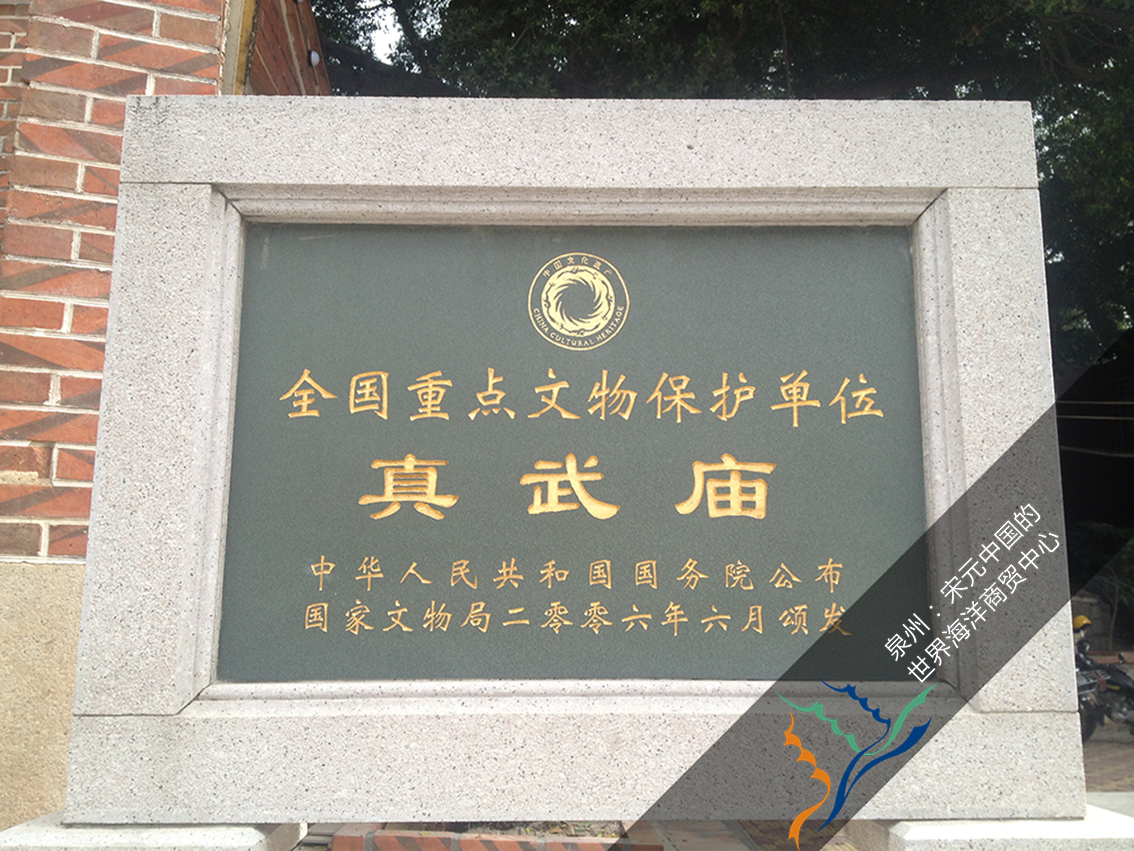 中国文化遗产
CHINA CULTURAL HERITAGE
全国重点文物保护单位
真武庙
中华人民共和国国务院公布
国家文物局二零零六年六月颁发
泉州：宋元中国的
世界海洋商贸中心